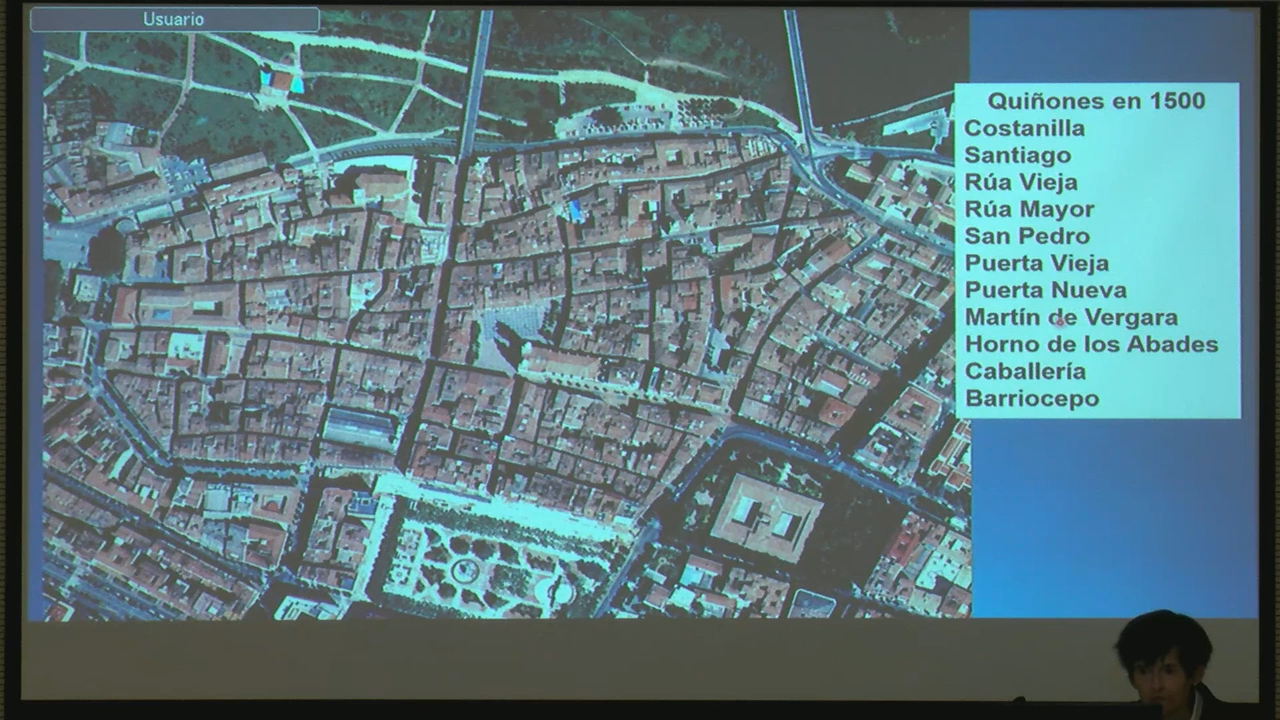 Usuario
Quiñones en 1500
Costanilla
Santiago
Rúa Vieja
Rúa Mayor
San Pedro
Puerta Vieja
Puerta Nueva
Martín de Vergara
Horno de los Abades
Caballería
Barriocepo